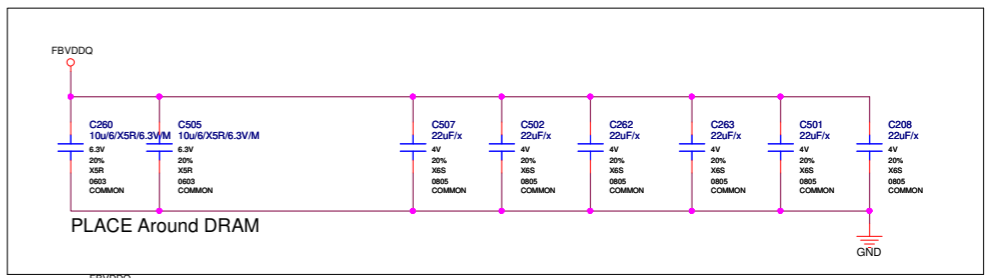 FBVDDQ
C260
10u/6/X5R/6.3V/M
6.3V
20%
X5R
0603
COMMON
C505
10u/6/X5R/6.3V/M
6.3V
20%
X5R
0603
COMMON
C507
22uF/x
4V
20%
X6S
0805
COMMON
C502
22uF/x
4V
20%
X6S
0805
COMMON
C262
22uF/x
4V
20%
X6S
0805
COMMON
C263
22uF/x
4V
20%
X6S
0805
COMMON
C501
22uF/x
4V
20%
X6S
0805
COMMON
C208
22uF/x
4V
20%
X6S
0805
COMMON
PLACE Around DRAM
GND
FBVDDQ